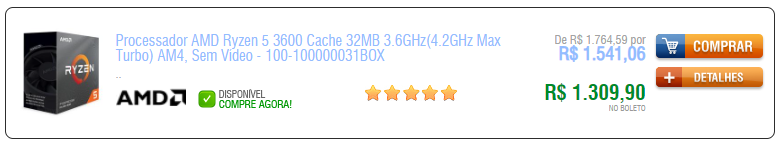 Processador AMD Ryzen 5 3600 Cache 32MB 3.6GHz(4.2GHz Max
Turbo) AM4, Sem Vídeo - 100-100000031BOX
...
AMD
RYZEN
5
AMD
DISPONÍVEL
COMPRE AGORA!
De R$ 1.764,59 por
R$ 1.541,06
R$ 1.309,90
NO BOLETO
COMPRAR
+ DETALHES